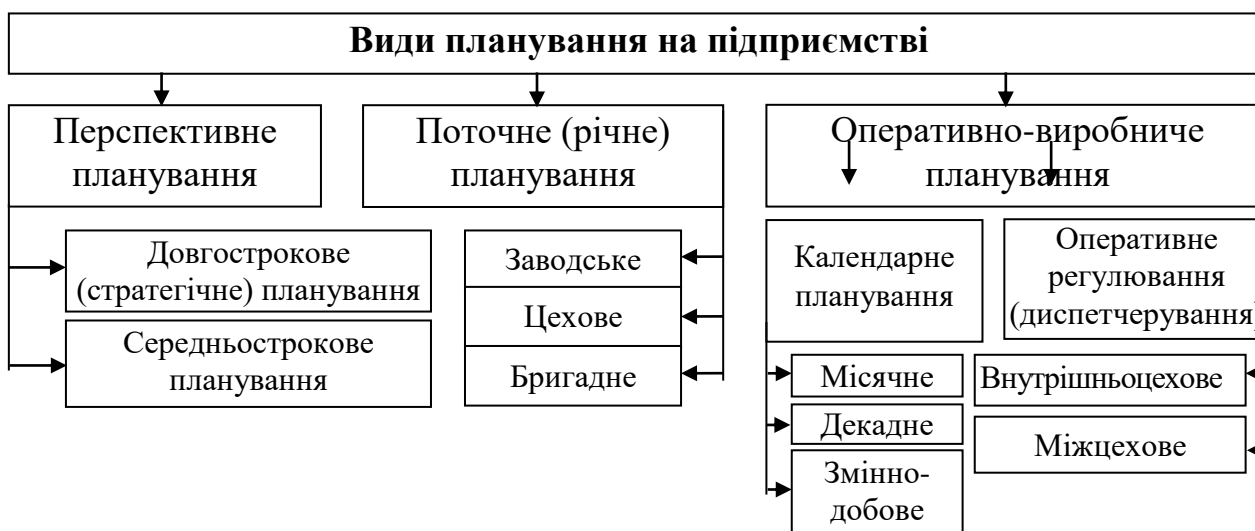 Види планування на підприємстві
Перспективне
планування
Поточне (річне)
планування
Оперативно-виробниче
планування
Довгострокове
(стратегічне) планування
Середньострокове
планування
Заводське
Цехове
Бригадне
Календарне
планування
Оперативне
регулювання
(диспетчерування)
Місячне
Декадне
Змінно-
добове
Внутрішньоцехове
Міжцехове